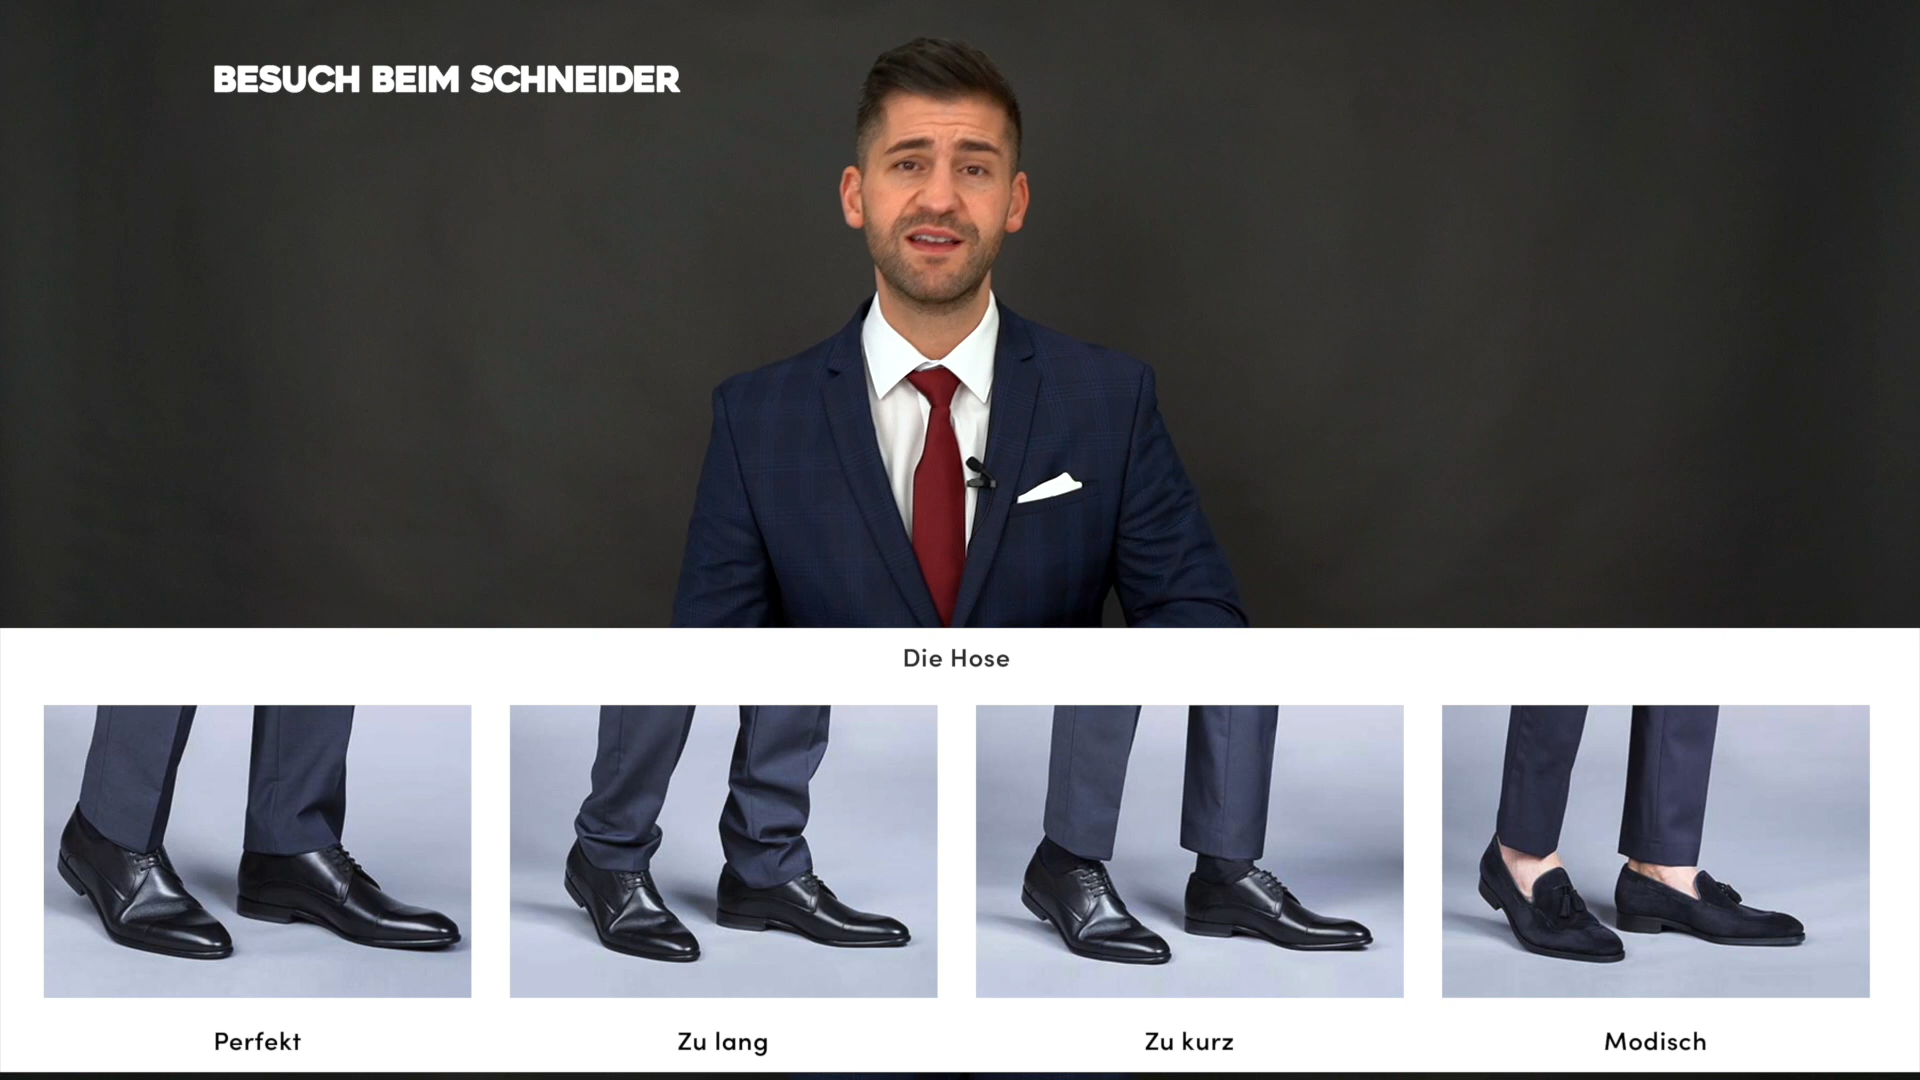 BESUCH BEIM SCHNEIDER
Die Hose
Perfekt
Zu lang
Zu kurz
Modisch